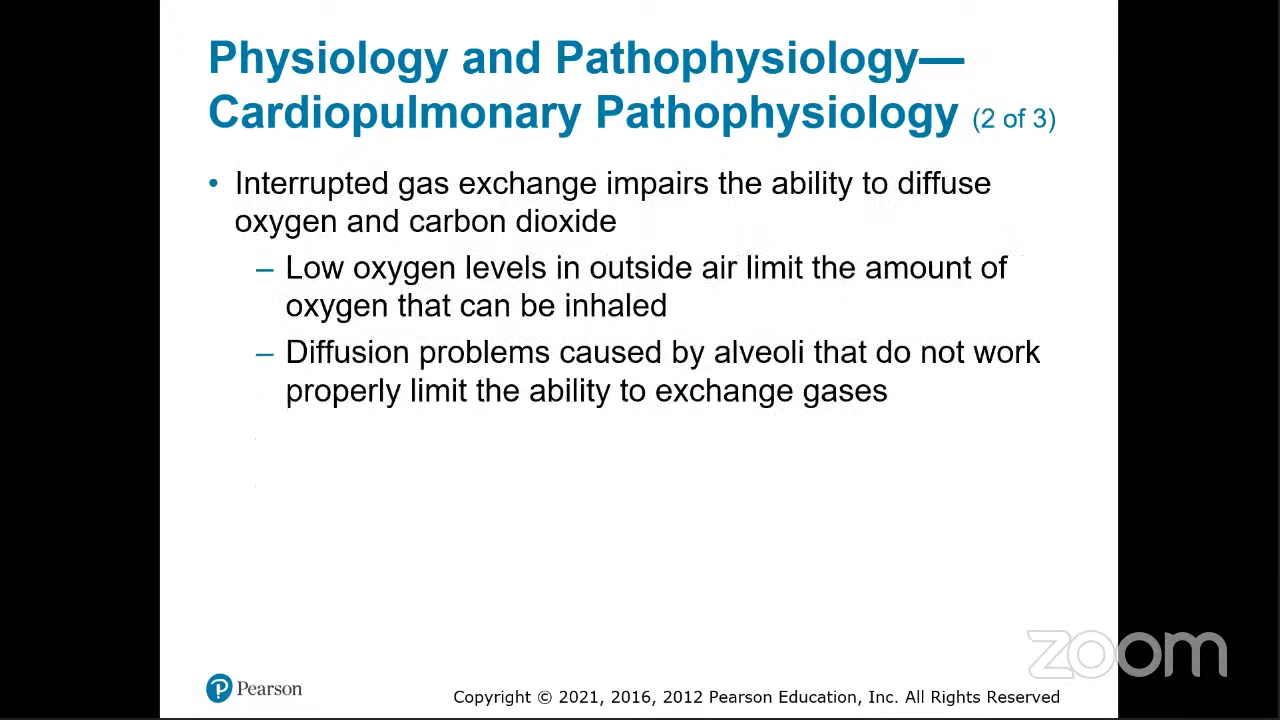 Physiology and Pathophysiology—
Cardiopulmonary Pathophysiology (2 of 3)
• Interrupted gas exchange impairs the ability to diffuse
oxygen and carbon dioxide
– Low oxygen levels in outside air limit the amount of
oxygen that can be inhaled
– Diffusion problems caused by alveoli that do not work
properly limit the ability to exchange gases
zoom
Pearson
Copyright © 2021, 2016, 2012 Pearson Education, Inc. All Rights Reserved